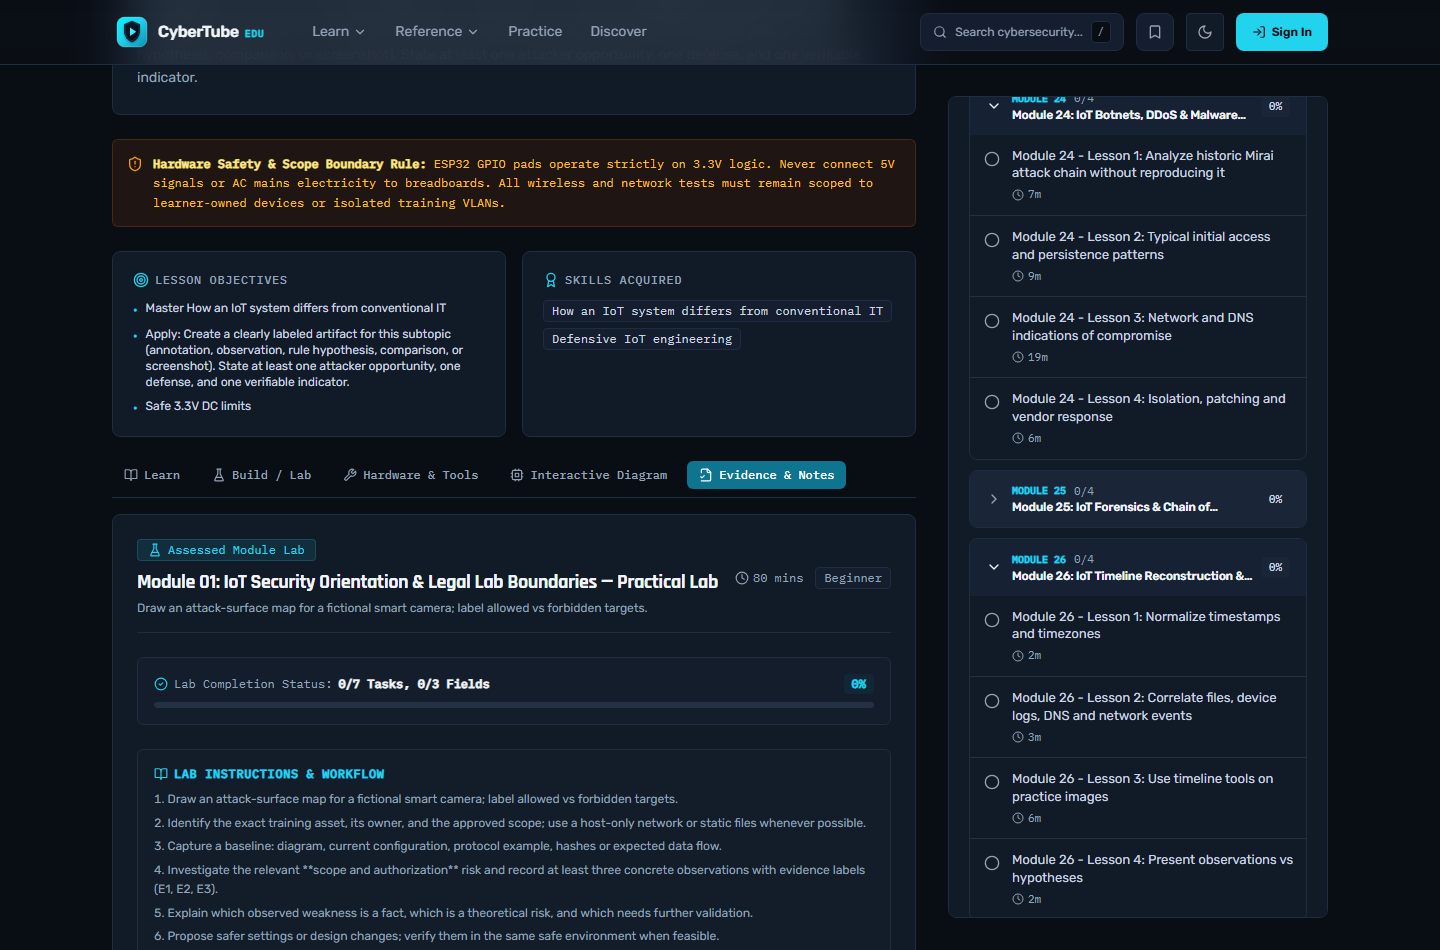 CyberTube EDU
Learn
Reference
Practice
Discover
Search cybersecurity...
/
Sign In
indicator.
Hardware Safety & Scope Boundary Rule: ESP32 GPIO pads operate strictly on 3.3V logic. Never connect 5V
signals or AC mains electricity to breadboards. All wireless and network tests must remain scoped to
learner-owned devices or isolated training VLANs.
LESSON OBJECTIVES
• Master How an IoT system differs from conventional IT
• Apply: Create a clearly labeled artifact for this subtopic
(annotation, observation, rule hypothesis, comparison, or
screenshot). State at least one attacker opportunity, one
defense, and one verifiable indicator.
• Safe 3.3V DC limits
SKILLS ACQUIRED
How an IoT system differs from conventional IT
Defensive IoT engineering
Learn
Build / Lab
Hardware & Tools
Interactive Diagram
Evidence & Notes
Assessed Module Lab
Module 01: IoT Security Orientation & Legal Lab Boundaries — Practical Lab
80 mins
Beginner
Draw an attack-surface map for a fictional smart camera; label allowed vs forbidden targets.
Lab Completion Status: 0/7 Tasks, 0/3 Fields
0%
LAB INSTRUCTIONS & WORKFLOW
1. Draw an attack-surface map for a fictional smart camera; label allowed vs forbidden targets.
2. Identify the exact training asset, its owner, and the approved scope; use a host-only network or static files whenever possible.
3. Capture a baseline: diagram, current configuration, protocol example, hashes or expected data flow.
4. Investigate the relevant **scope and authorization** risk and record at least three concrete observations with evidence labels
(E1, E2, E3).
5. Explain which observed weakness is a fact, which is a theoretical risk, and which needs further validation.
6. Propose safer settings or design changes; verify them in the same safe environment when feasible.
MODULE 24 0/4
Module 24: IoT Botnets, DDoS & Malware...
0%
Module 24 - Lesson 1: Analyze historic Mirai
attack chain without reproducing it
7m
Module 24 - Lesson 2: Typical initial access
and persistence patterns
9m
Module 24 - Lesson 3: Network and DNS
indications of compromise
19m
Module 24 - Lesson 4: Isolation, patching and
vendor response
6m
MODULE 25 0/4
Module 25: IoT Forensics & Chain of...
0%
MODULE 26 0/4
Module 26: IoT Timeline Reconstruction &...
0%
Module 26 - Lesson 1: Normalize timestamps
and timezones
2m
Module 26 - Lesson 2: Correlate files, device
logs, DNS and network events
3m
Module 26 - Lesson 3: Use timeline tools on
practice images
6m
Module 26 - Lesson 4: Present observations vs
hypotheses
2m